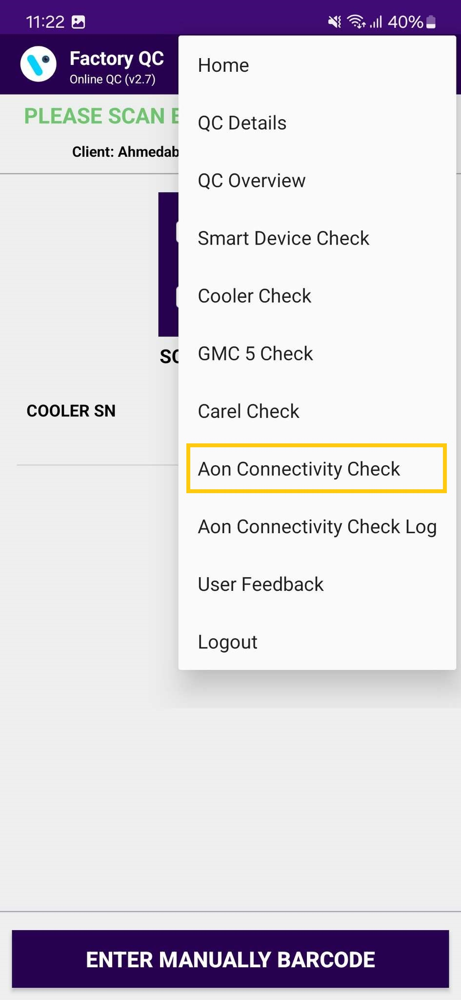 11:22
40%
Factory QC
Online QC (v2.7)
PLEASE SCAN
Client: Ahmedab
COOLER SN
Home
QC Details
QC Overview
Smart Device Check
Cooler Check
GMC 5 Check
Carel Check
Aon Connectivity Check
Aon Connectivity Check Log
User Feedback
Logout
ENTER MANUALLY BARCODE